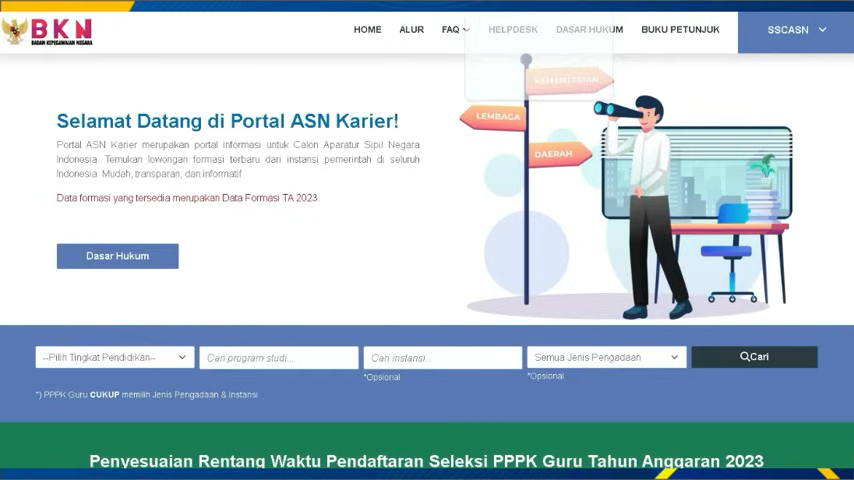 BKN
BADAN KEPEGAWAIAN NEGARA
HOME
ALUR
FAQ
HELPDESK
DASAR HUKUM
BUKU PETUNJUK
SSCASN
KEMENTRIAN
LEMBAGA
DAERAH
Selamat Datang di Portal ASN Karier!
Portal ASN Karier merupakan portal informasi untuk Calon Aparatur Sipil Negara
Indonesia. Temukan lowongan formasi terbaru dari instansi pemerintah di seluruh
Indonesia. Mudah, transparan, dan informatif
Data formasi yang tersedia merupakan Data Formasi TA 2023.
Dasar Hukum
--Pilih Tingkat Pendidikan--
Cari program studi...
Cari instansi...
Semua Jenis Pengadaan
Cari
*Opsional
*Opsional
*) PPPK Guru CUKUP memilih Jenis Pengadaan & Instansi
Penyesuaian Rentang Waktu Pendaftaran Seleksi PPPK Guru Tahun Anggaran 2023